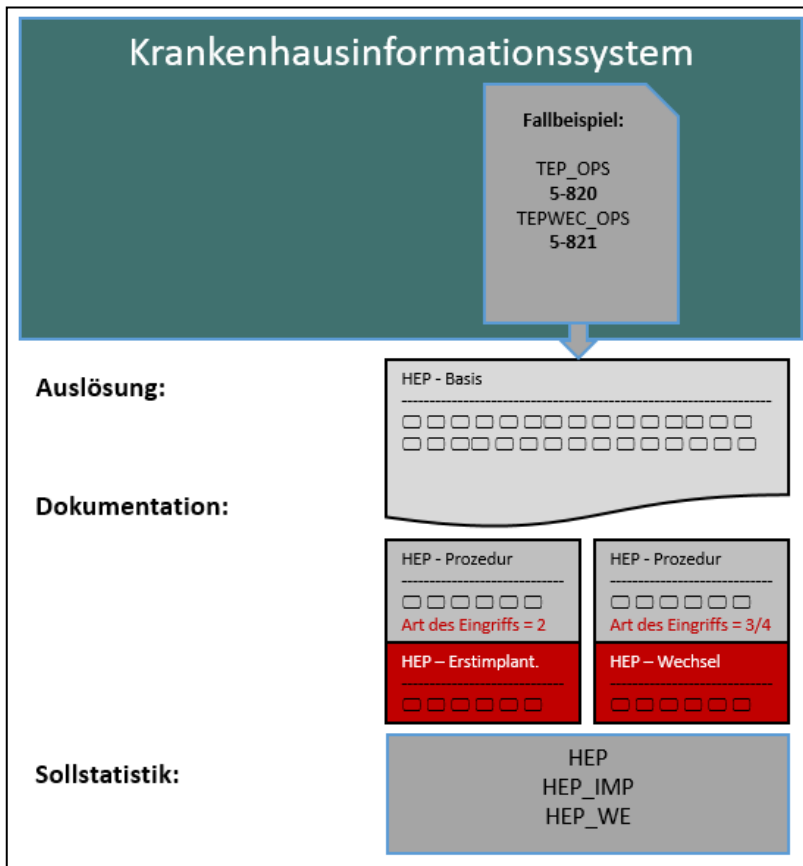 Krankenhausinformationssystem
Fallbeispiel:
TEP_OPS
5-820
TEPWEC_OPS
5-821
Auslösung:
HEP - Basis
Dokumentation:
HEP - Prozedur
Art des Eingriffs = 2
HEP – Erstimplant.
HEP - Prozedur
Art des Eingriffs = 3/4
HEP – Wechsel
Sollstatistik:
HEP
HEP_IMP
HEP_WE